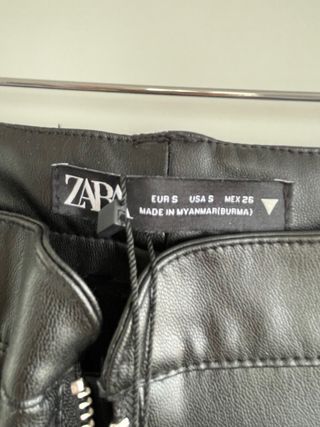 ZARA
EUR S USA S MEX 26
MADE IN MYANMAR(BURMA)